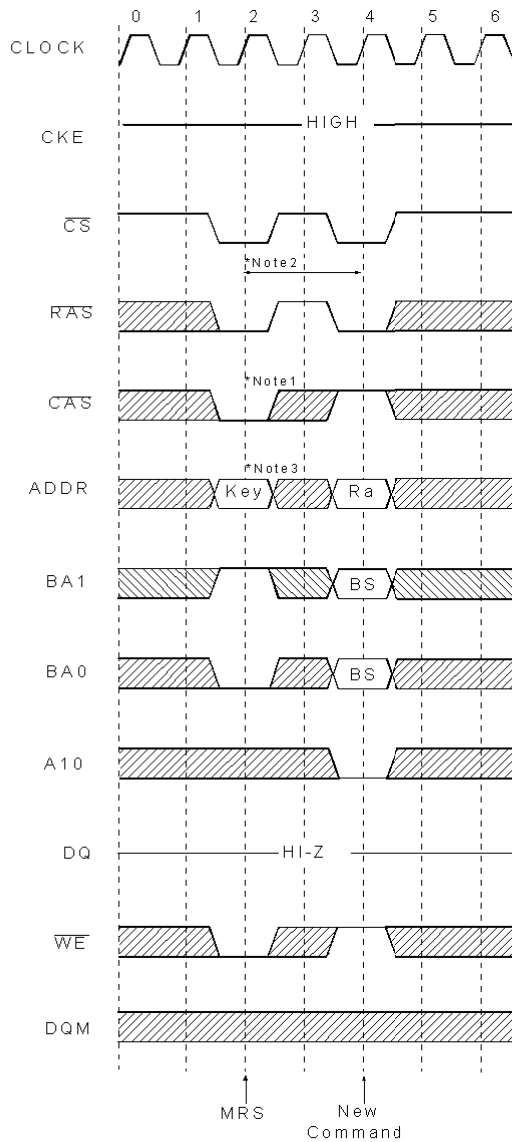 0 1 2 3 4 5 6
CLOCK
HIGH
CKE
CS
*Note2
RAS
*Note1
CAS
*Note3
ADDR Key Ra
BA1 BS
BA0 BS
A10
DQ HI-Z
WE
DQM
MRS New
Command